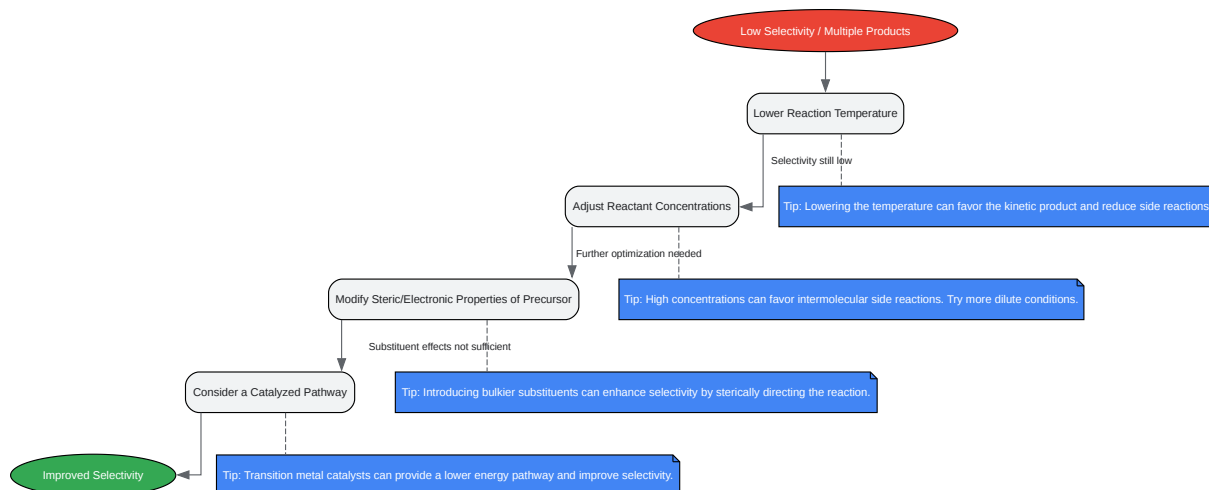 Low Selectivity / Multiple Products
Lower Reaction Temperature
Selectivity still low
Adjust Reactant Concentrations
Tip: Lowering the temperature can favor the kinetic product and reduce side reactions
Further optimization needed
Modify Steric/Electronic Properties of Precursor
Tip: High concentrations can favor intermolecular side reactions. Try more dilute conditions.
Substituent effects not sufficient
Consider a Catalyzed Pathway
Tip: Introducing bulkier substituents can enhance selectivity by sterically directing the reaction.
Improved Selectivity
Tip: Transition metal catalysts can provide a lower energy pathway and improve selectivity.